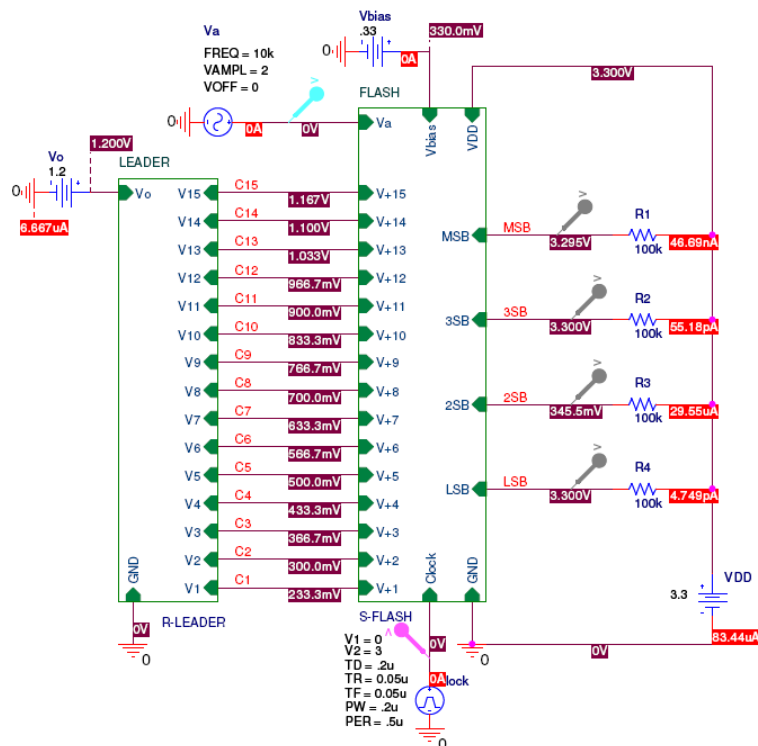 Vbias
.33
330.0mV
0
0A
Va
FREQ = 10k
VAMPL = 2
VOFF = 0
V
FLASH
3.300V
0
0A
0V
Va
Vbias
VDD
1.200V
Vo
1.2
LEADER
0
Vo
6.667uA
V15
C15
1.167V
V+15
V14
C14
1.100V
V+14
V13
C13
1.033V
V+13
V12
C12
966.7mV
V+12
V11
C11
900.0mV
V+11
V10
C10
833.3mV
V+10
V9
C9
766.7mV
V+9
V8
C8
700.0mV
V+8
V7
C7
633.3mV
V+7
V6
C6
566.7mV
V+6
V5
C5
500.0mV
V+5
V4
C4
433.3mV
V+4
V3
C3
366.7mV
V+3
V2
C2
300.0mV
V+2
V1
C1
233.3mV
V+1
MSB
MSB
V
3.295V
R1
100k
46.69nA
3SB
3SB
V
3.300V
R2
100k
55.18pA
2SB
2SB
V
345.5mV
R3
100k
29.55uA
LSB
LSB
V
3.300V
R4
100k
4.749pA
GND
Clock
GND
R-LEADER
S-FLASH
0V
0
V
V1 = 0
V2 = 3
TD = .2u
TR = 0.05u
TF = 0.05u
PW = .2u
PER = .5u
0V
0A
lock
0
0
0V
VDD
3.3
83.44uA